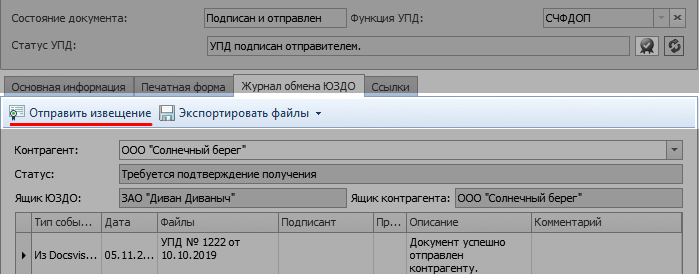 Состояние документа: Подписан и отправлен Функция УПД: СЧФДОП
Статус УПД: УПД подписан отправителем.
Основная информация Печатная форма Журнал обмена ЮЗДО Ссылки
Отправить извещение Экспортировать файлы
Контрагент: ООО "Солнечный берег"
Статус: Требуется подтверждение получения
Ящик ЮЗДО: ЗАО "Диван Диваныч" Ящик контрагента: ООО "Солнечный берег"
Тип собы... Дата Файлы Подписант Пр... Описание Комментарий
Из Docsvis... 05.11.2... УПД № 1222 от 10.10.2019 Документ успешно отправлен контрагенту.